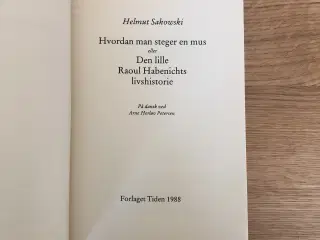 Helmut Sakowski
Hvordan man steger en mus
eller
Den lille
Raoul Habenichts
livshistorie
På dansk ved
Arne Herløv Petersen
Forlaget Tiden 1988